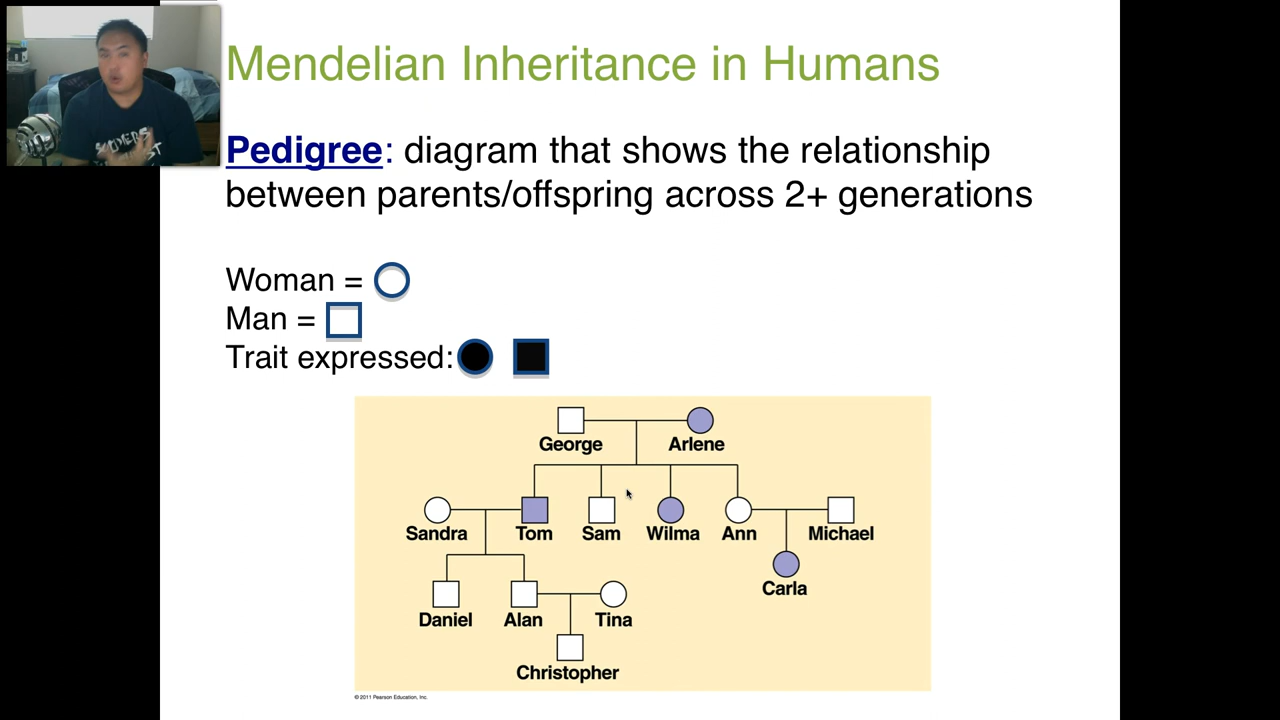 Mendelian Inheritance in Humans
Pedigree: diagram that shows the relationship
between parents/offspring across 2+ generations
Woman =
Man =
Trait expressed:
George Arlene
Sandra Tom Sam Wilma Ann Michael
Carla
Daniel Alan Tina
Christopher
© 2011 Pearson Education, Inc.